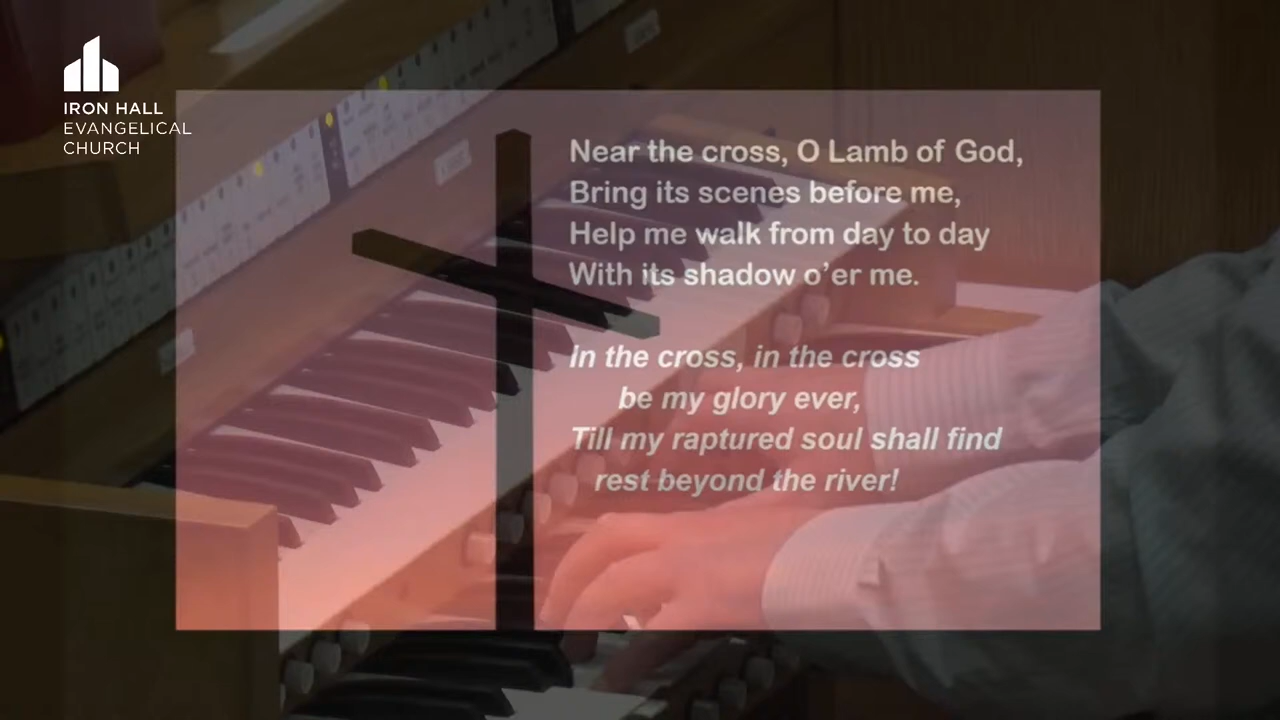 IRON HALL
EVANGELICAL
CHURCH
Near the cross, O Lamb of God,
Bring its scenes before me,
Help me walk from day to day
With its shadow o’er me.
In the cross, in the cross
be my glory ever,
Till my raptured soul shall find
rest beyond the river!